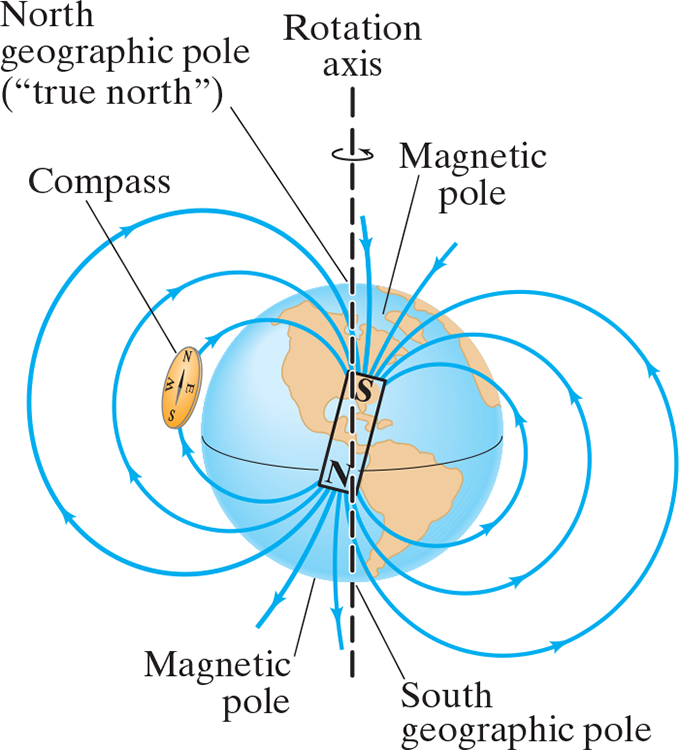 North
geographic pole
(“true north”)
Rotation
axis
Magnetic
pole
Compass
N
W
E
S
S
N
Magnetic
pole
South
geographic pole